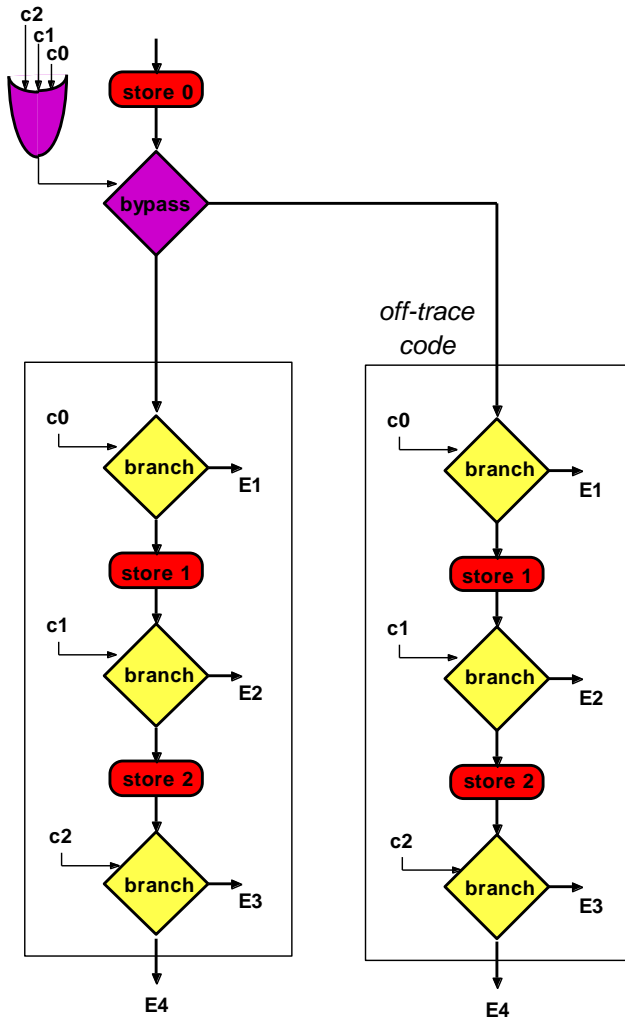 c2
c1
c0
store 0
bypass
off-trace
code
c0
branch
E1
store 1
c1
branch
E2
store 2
c2
branch
E3
E4
c0
branch
E1
store 1
c1
branch
E2
store 2
c2
branch
E3
E4